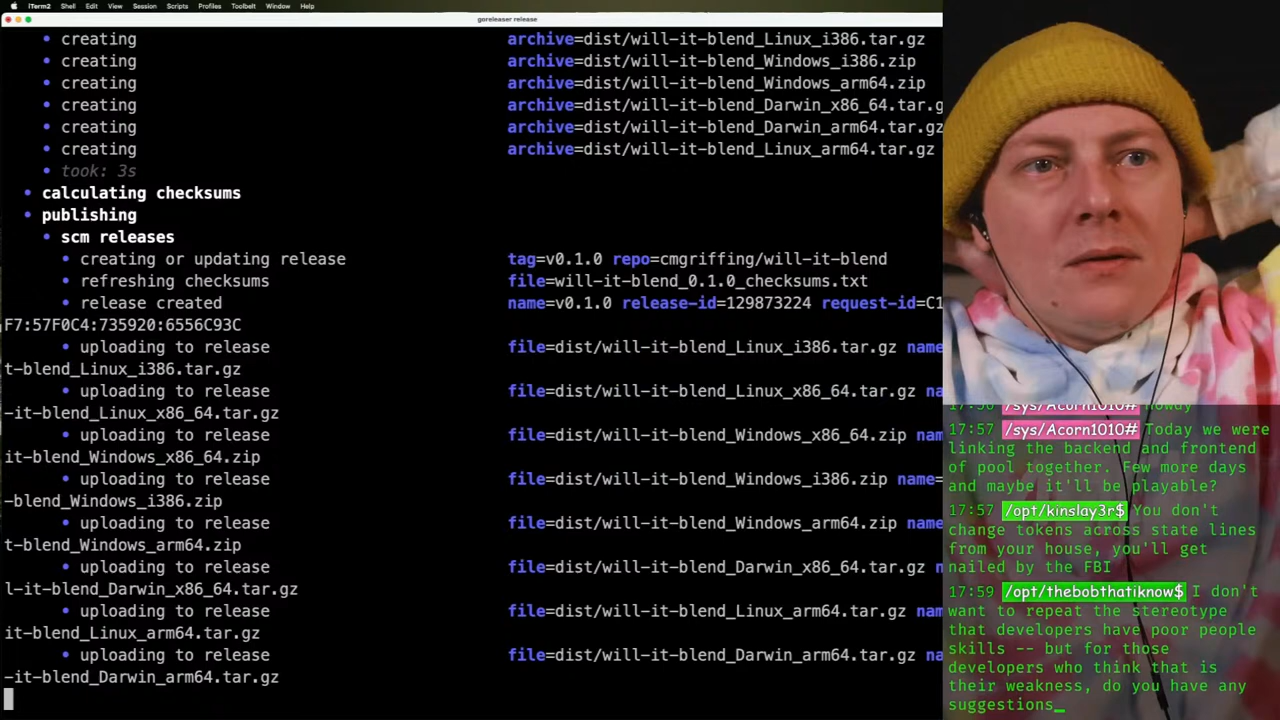 iTerm2 Shell Edit View Session Scripts Profiles Toolbelt Window Help
goreleaser release
• creating archive=dist/will-it-blend_Linux_i386.tar.gz
• creating archive=dist/will-it-blend_Windows_i386.zip
• creating archive=dist/will-it-blend_Windows_arm64.zip
• creating archive=dist/will-it-blend_Darwin_x86_64.tar.g
• creating archive=dist/will-it-blend_Darwin_arm64.tar.gz
• creating archive=dist/will-it-blend_Linux_arm64.tar.gz
• took: 3s
• calculating checksums
• publishing
• scm releases
• creating or updating release tag=v0.1.0 repo=cmgriffing/will-it-blend
• refreshing checksums file=will-it-blend_0.1.0_checksums.txt
• release created name=v0.1.0 release-id=129873224 request-id=C1
F7:57F0C4:735920:6556C93C
• uploading to release file=dist/will-it-blend_Linux_i386.tar.gz name
t-blend_Linux_i386.tar.gz
• uploading to release file=dist/will-it-blend_Linux_x86_64.tar.gz na
-it-blend_Linux_x86_64.tar.gz
• uploading to release file=dist/will-it-blend_Windows_x86_64.zip nam
it-blend_Windows_x86_64.zip
• uploading to release file=dist/will-it-blend_Windows_i386.zip name=
-blend_Windows_i386.zip
• uploading to release file=dist/will-it-blend_Windows_arm64.zip name
t-blend_Windows_arm64.zip
• uploading to release file=dist/will-it-blend_Darwin_x86_64.tar.gz n
l-it-blend_Darwin_x86_64.tar.gz
• uploading to release file=dist/will-it-blend_Linux_arm64.tar.gz nam
it-blend_Linux_arm64.tar.gz
• uploading to release file=dist/will-it-blend_Darwin_arm64.tar.gz na
-it-blend_Darwin_arm64.tar.gz
17:56 /sys/Acorn1010# howdy
17:57 /sys/Acorn1010# Today we were
linking the backend and frontend
of pool together. Few more days
and maybe it'll be playable?
17:57 /opt/kinslay3r$ You don't
change tokens across state lines
from your house, you'll get
nailed by the FBI
17:59 /opt/thebobthatiknow$ I don't
want to repeat the stereotype
that developers have poor people
skills -- but for those
developers who think that is
their weakness, do you have any
suggestions_